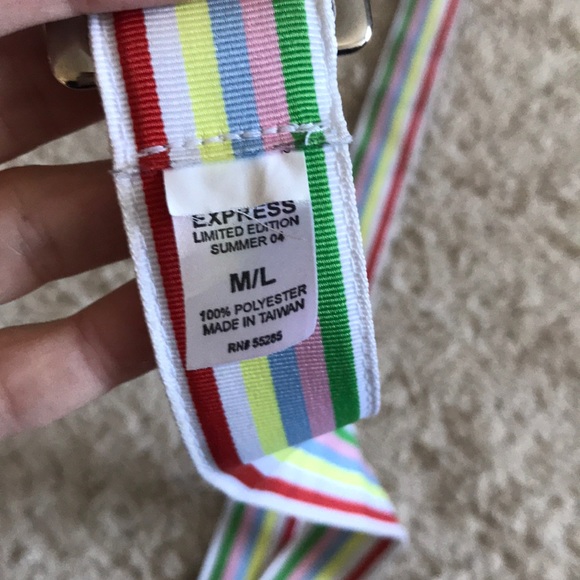 EXPRESS
LIMITED EDITION
SUMMER 04
M/L
100% POLYESTER
MADE IN TAIWAN
RN# 55285